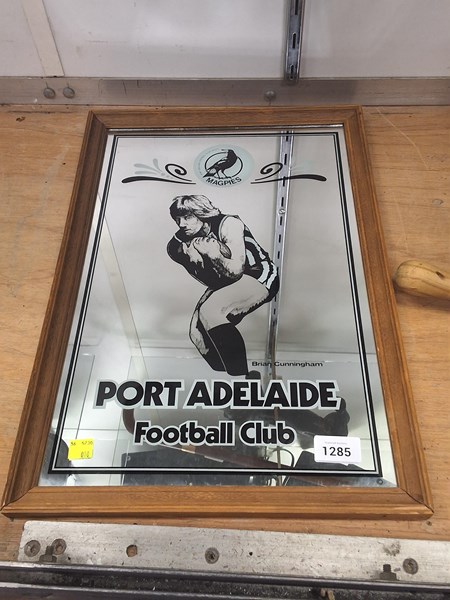 MAGPIES
Brian Cunningham
PORT ADELAIDE
Football Club
1285